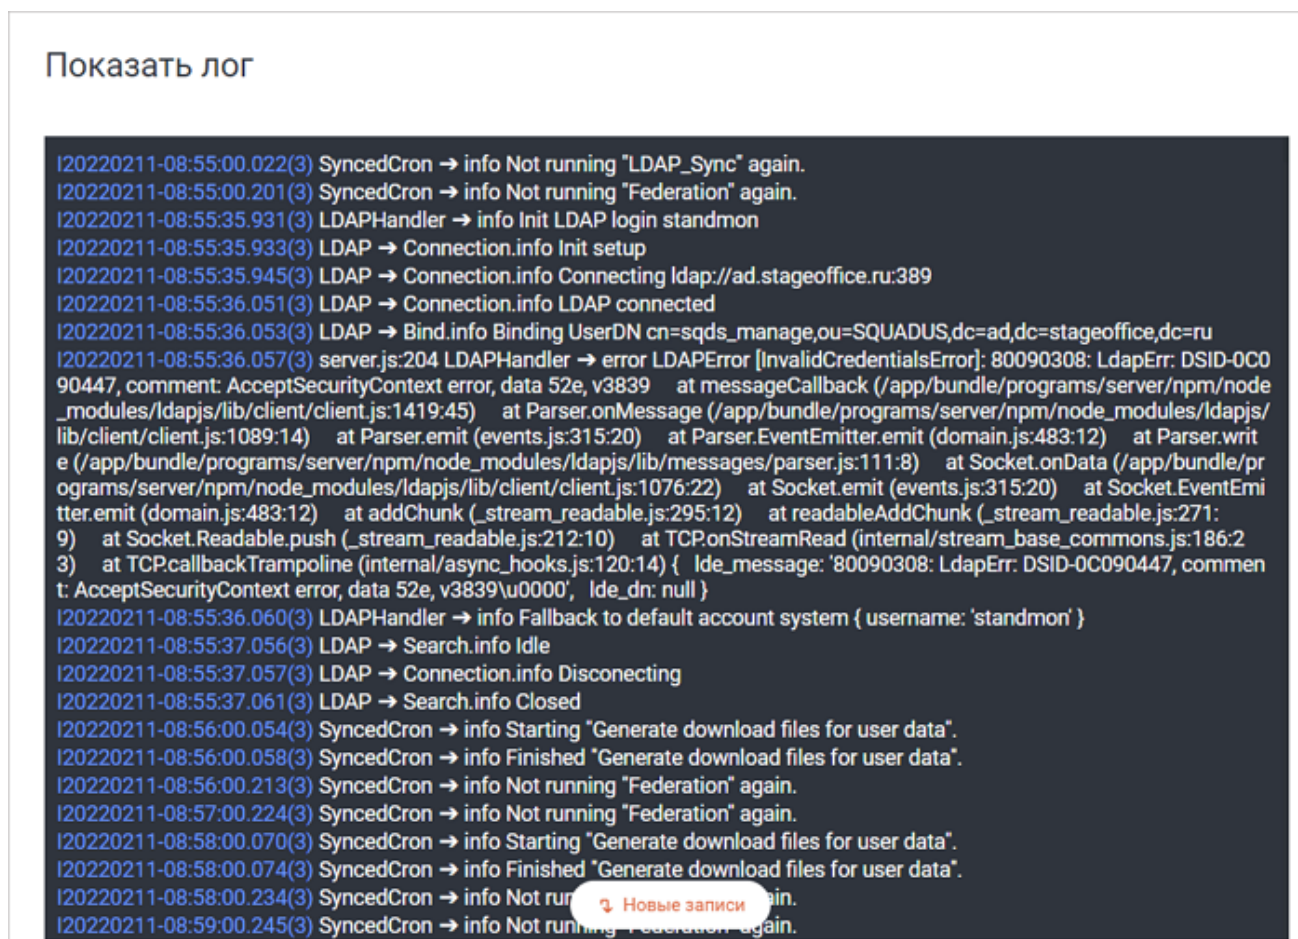 Показать лог
I20220211-08:55:00.022(3) SyncedCron ➔ info Not running "LDAP_Sync" again.
I20220211-08:55:00.201(3) SyncedCron ➔ info Not running "Federation" again.
I20220211-08:55:35.931(3) LDAPHandler ➔ info Init LDAP login standmon
I20220211-08:55:35.933(3) LDAP ➔ Connection.info Init setup
I20220211-08:55:35.945(3) LDAP ➔ Connection.info Connecting ldap://ad.stageoffice.ru:389
I20220211-08:55:36.051(3) LDAP ➔ Connection.info LDAP connected
I20220211-08:55:36.053(3) LDAP ➔ Bind.info Binding UserDN cn=sqds_manage,ou=SQUADUS,dc=ad,dc=stageoffice,dc=ru
I20220211-08:55:36.057(3) server.js:204 LDAPHandler ➔ error LDAPError [InvalidCredentialsError]: 80090308: LdapErr: DSID-0C0
90447, comment: AcceptSecurityContext error, data 52e, v3839 at messageCallback (/app/bundle/programs/server/npm/node
_modules/ldapjs/lib/client/client.js:1419:45) at Parser.onMessage (/app/bundle/programs/server/npm/node_modules/ldapjs/
lib/client/client.js:1089:14) at Parser.emit (events.js:315:20) at Parser.EventEmitter.emit (domain.js:483:12) at Parser.writ
e (/app/bundle/programs/server/npm/node_modules/ldapjs/lib/messages/parser.js:111:8) at Socket.onData (/app/bundle/pr
ograms/server/npm/node_modules/ldapjs/lib/client/client.js:1076:22) at Socket.emit (events.js:315:20) at Socket.EventEmi
tter.emit (domain.js:483:12) at addChunk (_stream_readable.js:295:12) at readableAddChunk (_stream_readable.js:271:
9) at Socket.Readable.push (_stream_readable.js:212:10) at TCP.onStreamRead (internal/stream_base_commons.js:186:2
3) at TCP.callbackTrampoline (internal/async_hooks.js:120:14) { lde_message: '80090308: LdapErr: DSID-0C090447, commen
t: AcceptSecurityContext error, data 52e, v3839\u0000', lde_dn: null }
I20220211-08:55:36.060(3) LDAPHandler ➔ info Fallback to default account system { username: 'standmon' }
I20220211-08:55:37.056(3) LDAP ➔ Search.info Idle
I20220211-08:55:37.057(3) LDAP ➔ Connection.info Disconecting
I20220211-08:55:37.061(3) LDAP ➔ Search.info Closed
I20220211-08:56:00.054(3) SyncedCron ➔ info Starting "Generate download files for user data".
I20220211-08:56:00.058(3) SyncedCron ➔ info Finished "Generate download files for user data".
I20220211-08:56:00.213(3) SyncedCron ➔ info Not running "Federation" again.
I20220211-08:57:00.224(3) SyncedCron ➔ info Not running "Federation" again.
I20220211-08:58:00.070(3) SyncedCron ➔ info Starting "Generate download files for user data".
I20220211-08:58:00.074(3) SyncedCron ➔ info Finished "Generate download files for user data".
I20220211-08:58:00.234(3) SyncedCron ➔ info Not
Новые записи
I20220211-08:59:00.245(3) SyncedCron ➔ info Not again.